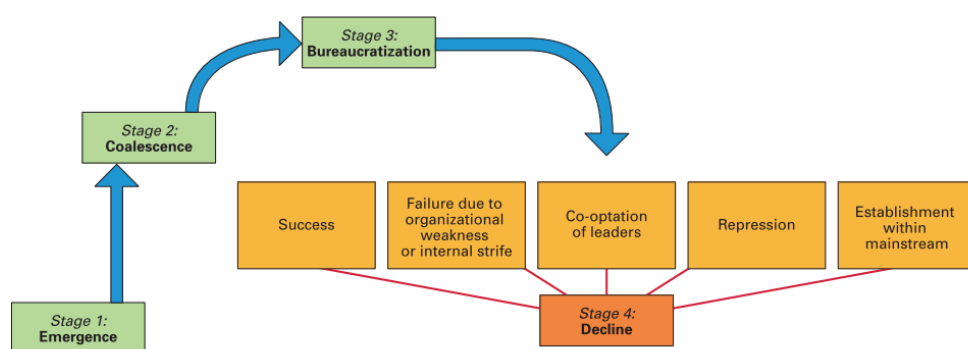 Stage 3:
Bureaucratization
Stage 2:
Coalescence
Success
Failure due to
organizational
weakness
or internal strife
Co-optation
of leaders
Repression
Establishment
within
mainstream
Stage 1:
Emergence
Stage 4:
Decline